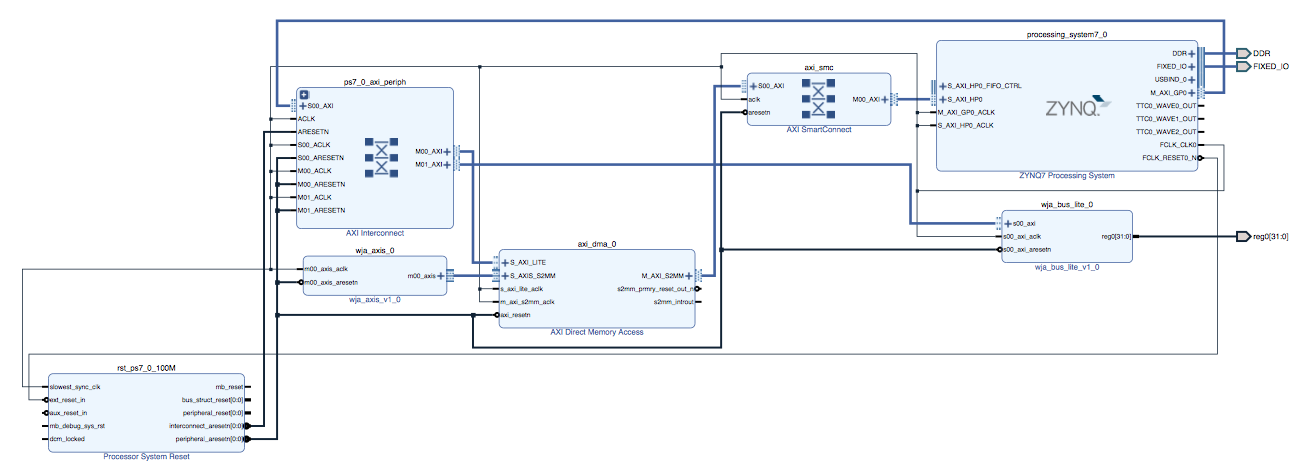 processing_system7_0
DDR
FIXED_IO
USBIND_0
M_AXI_GP0
TTC0_WAVE0_OUT
TTC0_WAVE1_OUT
TTC0_WAVE2_OUT
FCLK_CLK0
FCLK_RESET0_N
S_AXI_HP0_FIFO_CTRL
S_AXI_HP0
M_AXI_GP0_ACLK
S_AXI_HP0_ACLK
ZYNQ
ZYNQ7 Processing System
DDR
FIXED_IO
axi_smc
S00_AXI
aclk
aresetn
M00_AXI
AXI SmartConnect
ps7_0_axi_periph
S00_AXI
ACLK
ARESETN
S00_ACLK
S00_ARESETN
M00_ACLK
M00_ARESETN
M01_ACLK
M01_ARESETN
M00_AXI
M01_AXI
AXI Interconnect
wja_bus_lite_0
s00_axi
s00_axi_aclk
s00_axi_aresetn
reg0[31:0]
wja_bus_lite_v1_0
reg0[31:0]
wja_axis_0
m00_axis_aclk
m00_axis_aresetn
m00_axis
wja_axis_v1_0
axi_dma_0
S_AXI_LITE
S_AXIS_S2MM
s_axi_lite_aclk
m_axi_s2mm_aclk
axi_resetn
M_AXI_S2MM
s2mm_prmry_reset_out_n
s2mm_introut
AXI Direct Memory Access
rst_ps7_0_100M
slowest_sync_clk
ext_reset_in
aux_reset_in
mb_debug_sys_rst
dcm_locked
mb_reset
bus_struct_reset[0:0]
peripheral_reset[0:0]
interconnect_aresetn[0:0]
peripheral_aresetn[0:0]
Processor System Reset